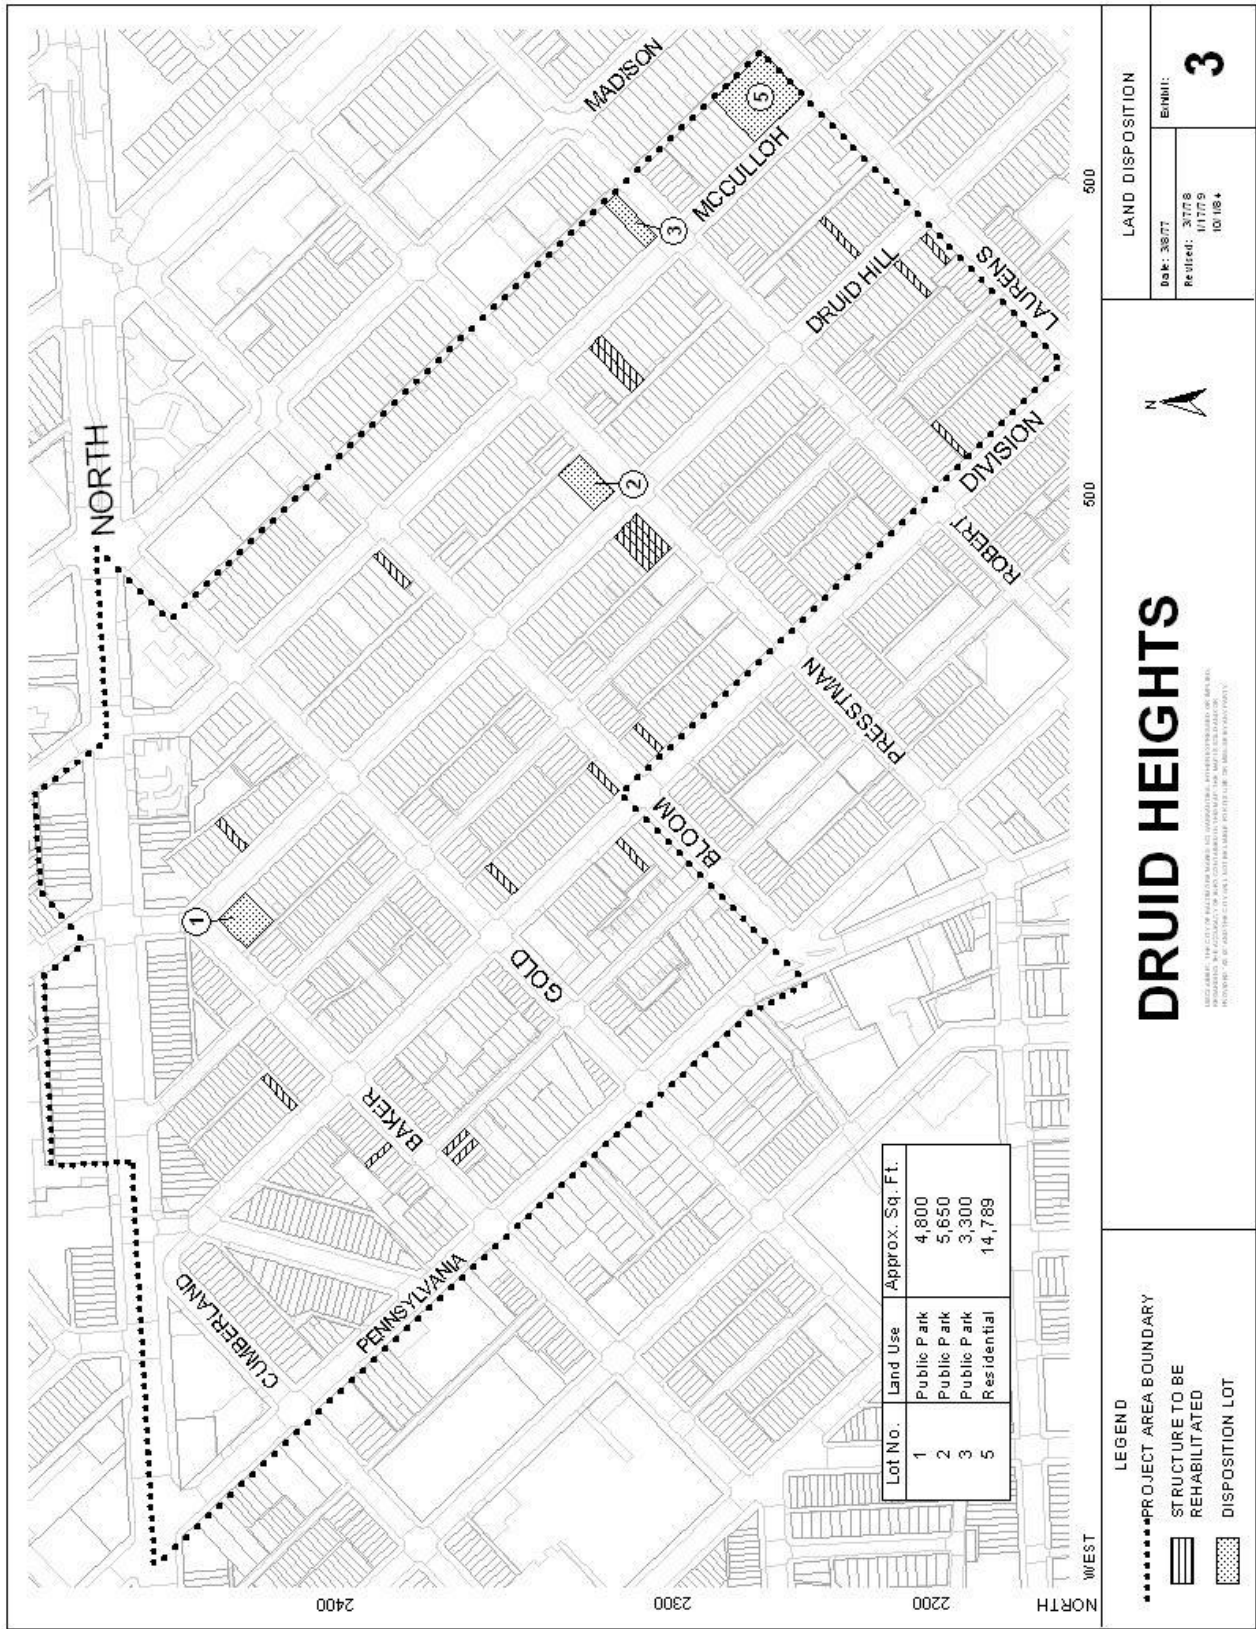 NORTH
MADISON
MCCULLOH
DRUID HILL
LAURENS
DIVISION
ROBERT
PRESSTMAN
BLOOM
GOLD
BAKER
PENNSYLVANIA
CUMBERLAND
1
2
3
5
2400
2300
2200
NORTH
WEST
500
500
Lot No. Land Use Approx. Sq. Ft.
1 Public Park 4,800
2 Public Park 5,650
3 Public Park 3,300
5 Residential 14,789
LEGEND
PROJECT AREA BOUNDARY
STRUCTURE TO BE
REHABILITATED
DISPOSITION LOT
DRUID HEIGHTS
N
LAND DISPOSITION
Date: 3/8/77
Revised: 3/7/78
1/17/79
10/1/84
Exhibit:
3